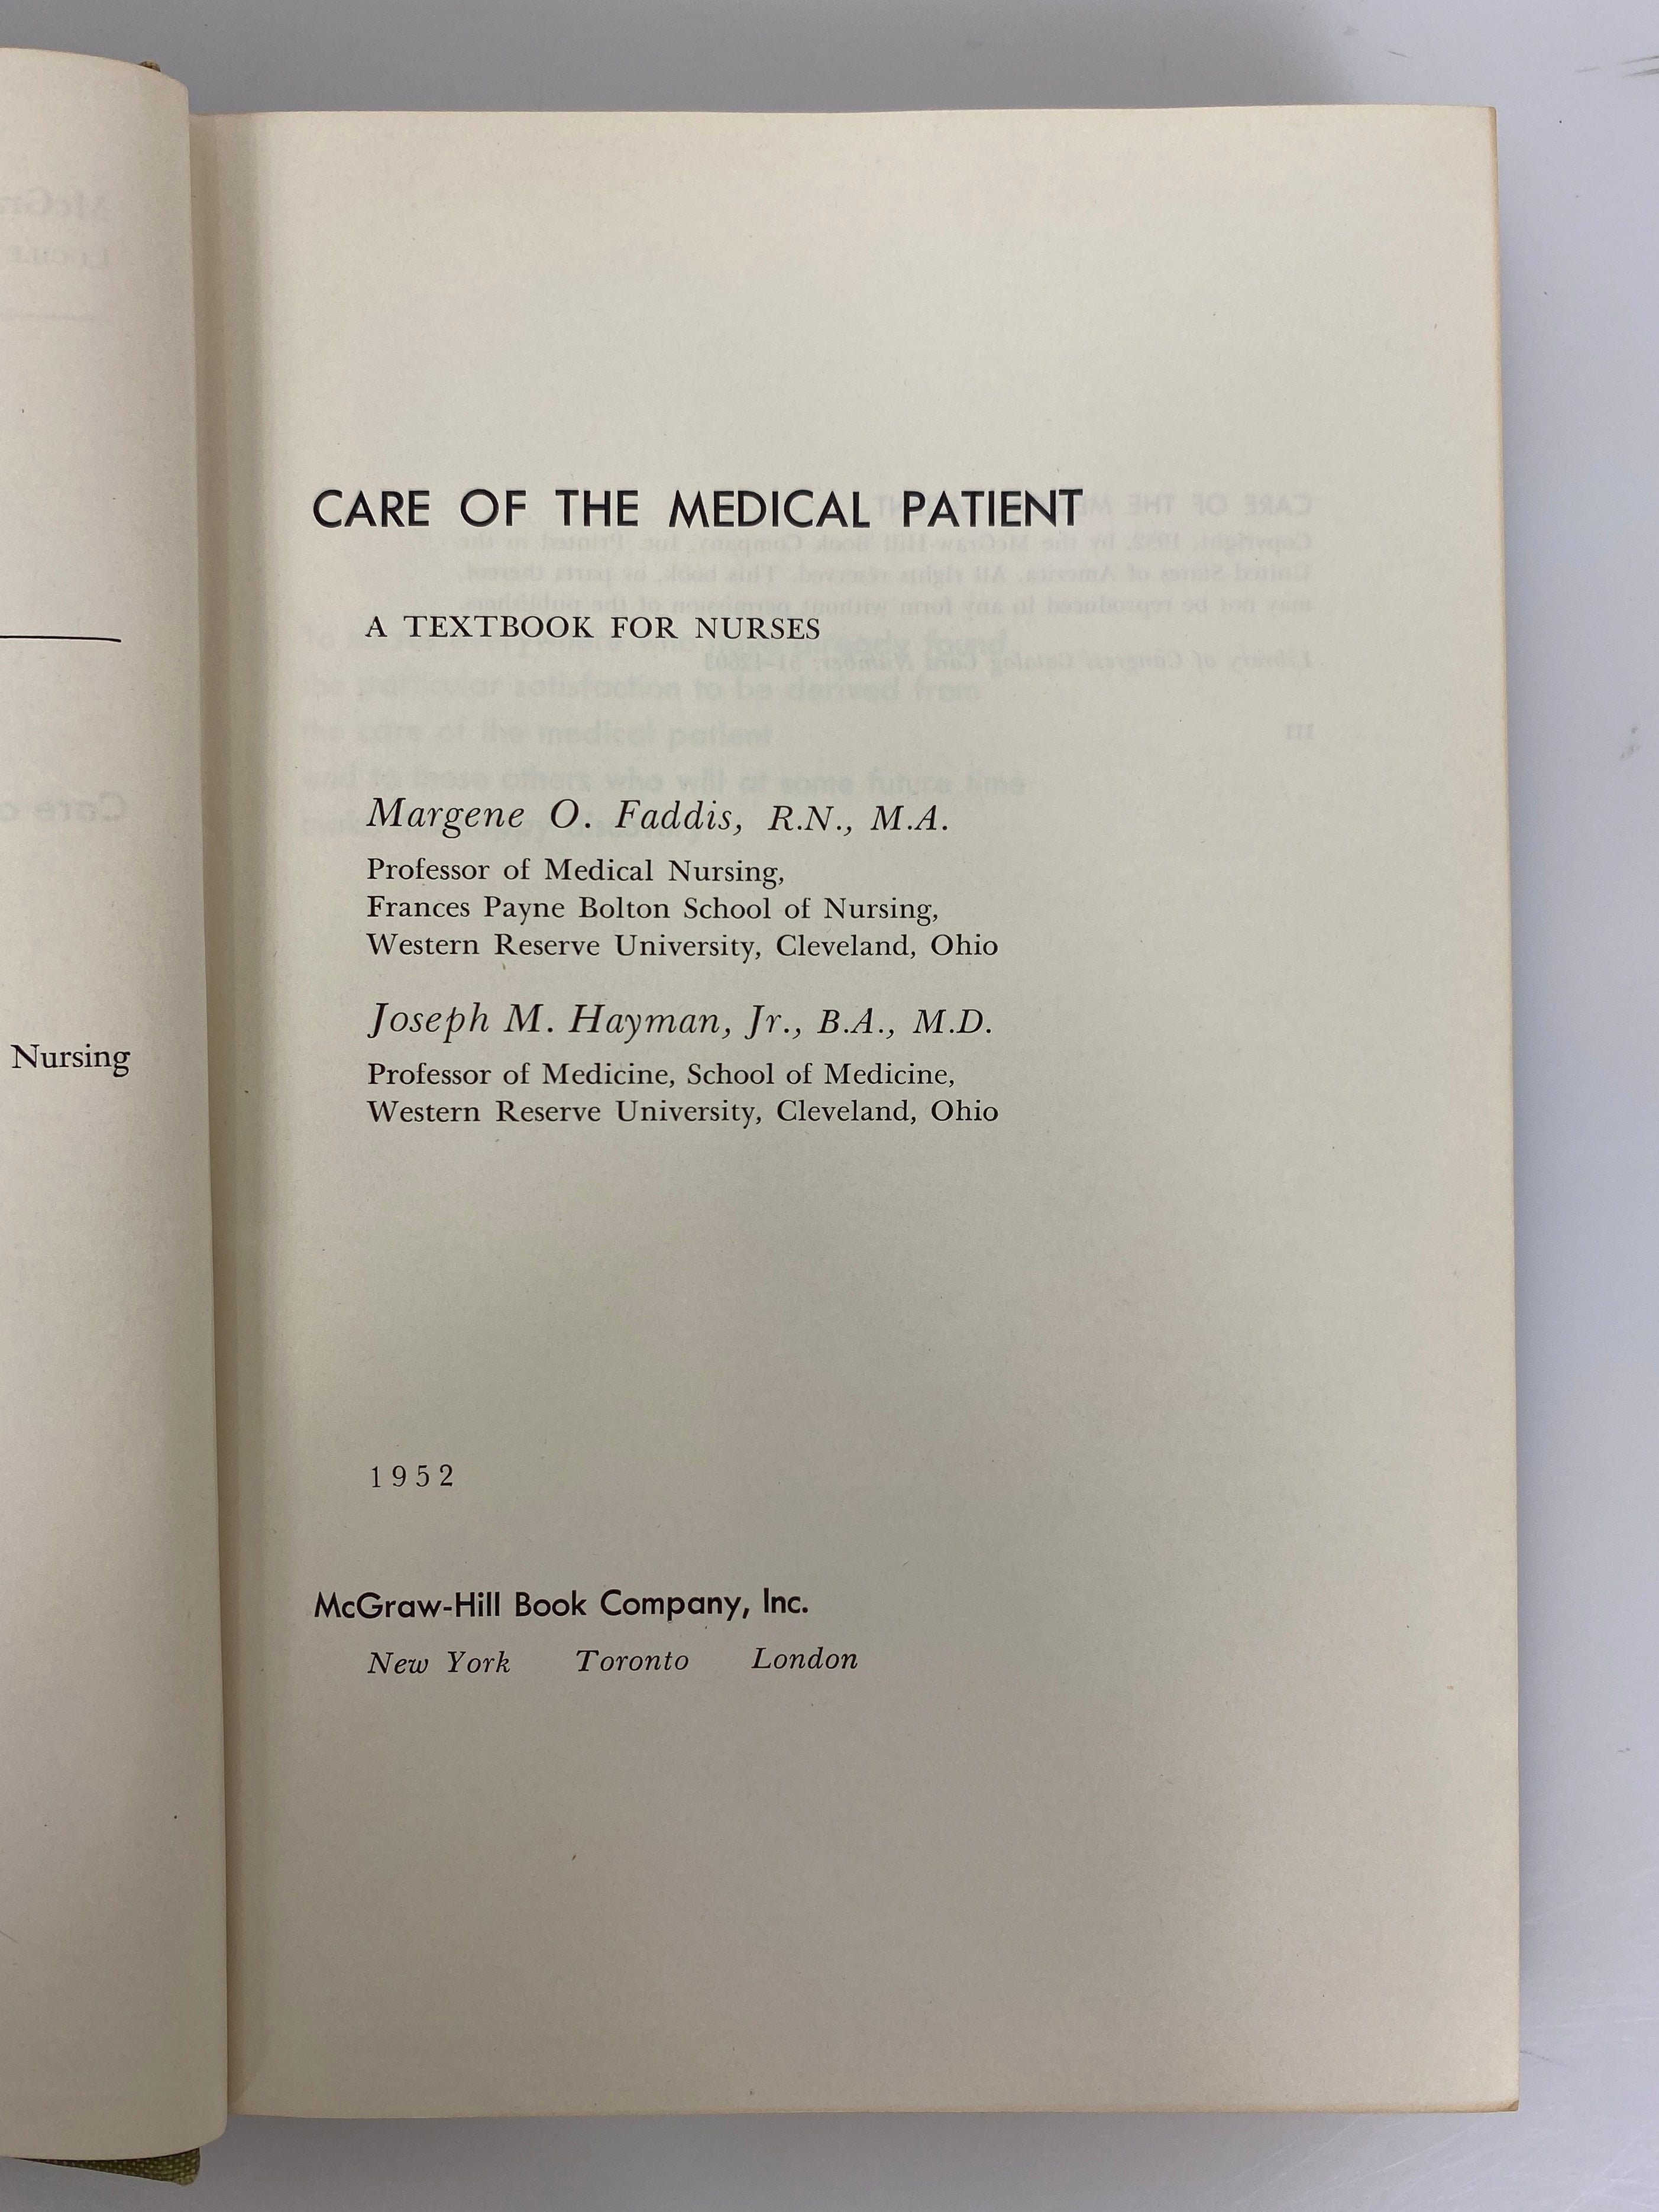 Nursing
CARE OF THE MEDICAL PATIENT
A TEXTBOOK FOR NURSES
Margene O. Faddis, R.N., M.A.
Professor of Medical Nursing,
Frances Payne Bolton School of Nursing,
Western Reserve University, Cleveland, Ohio
Joseph M. Hayman, Jr., B.A., M.D.
Professor of Medicine, School of Medicine,
Western Reserve University, Cleveland, Ohio
1952
McGraw-Hill Book Company, Inc.
New York Toronto London